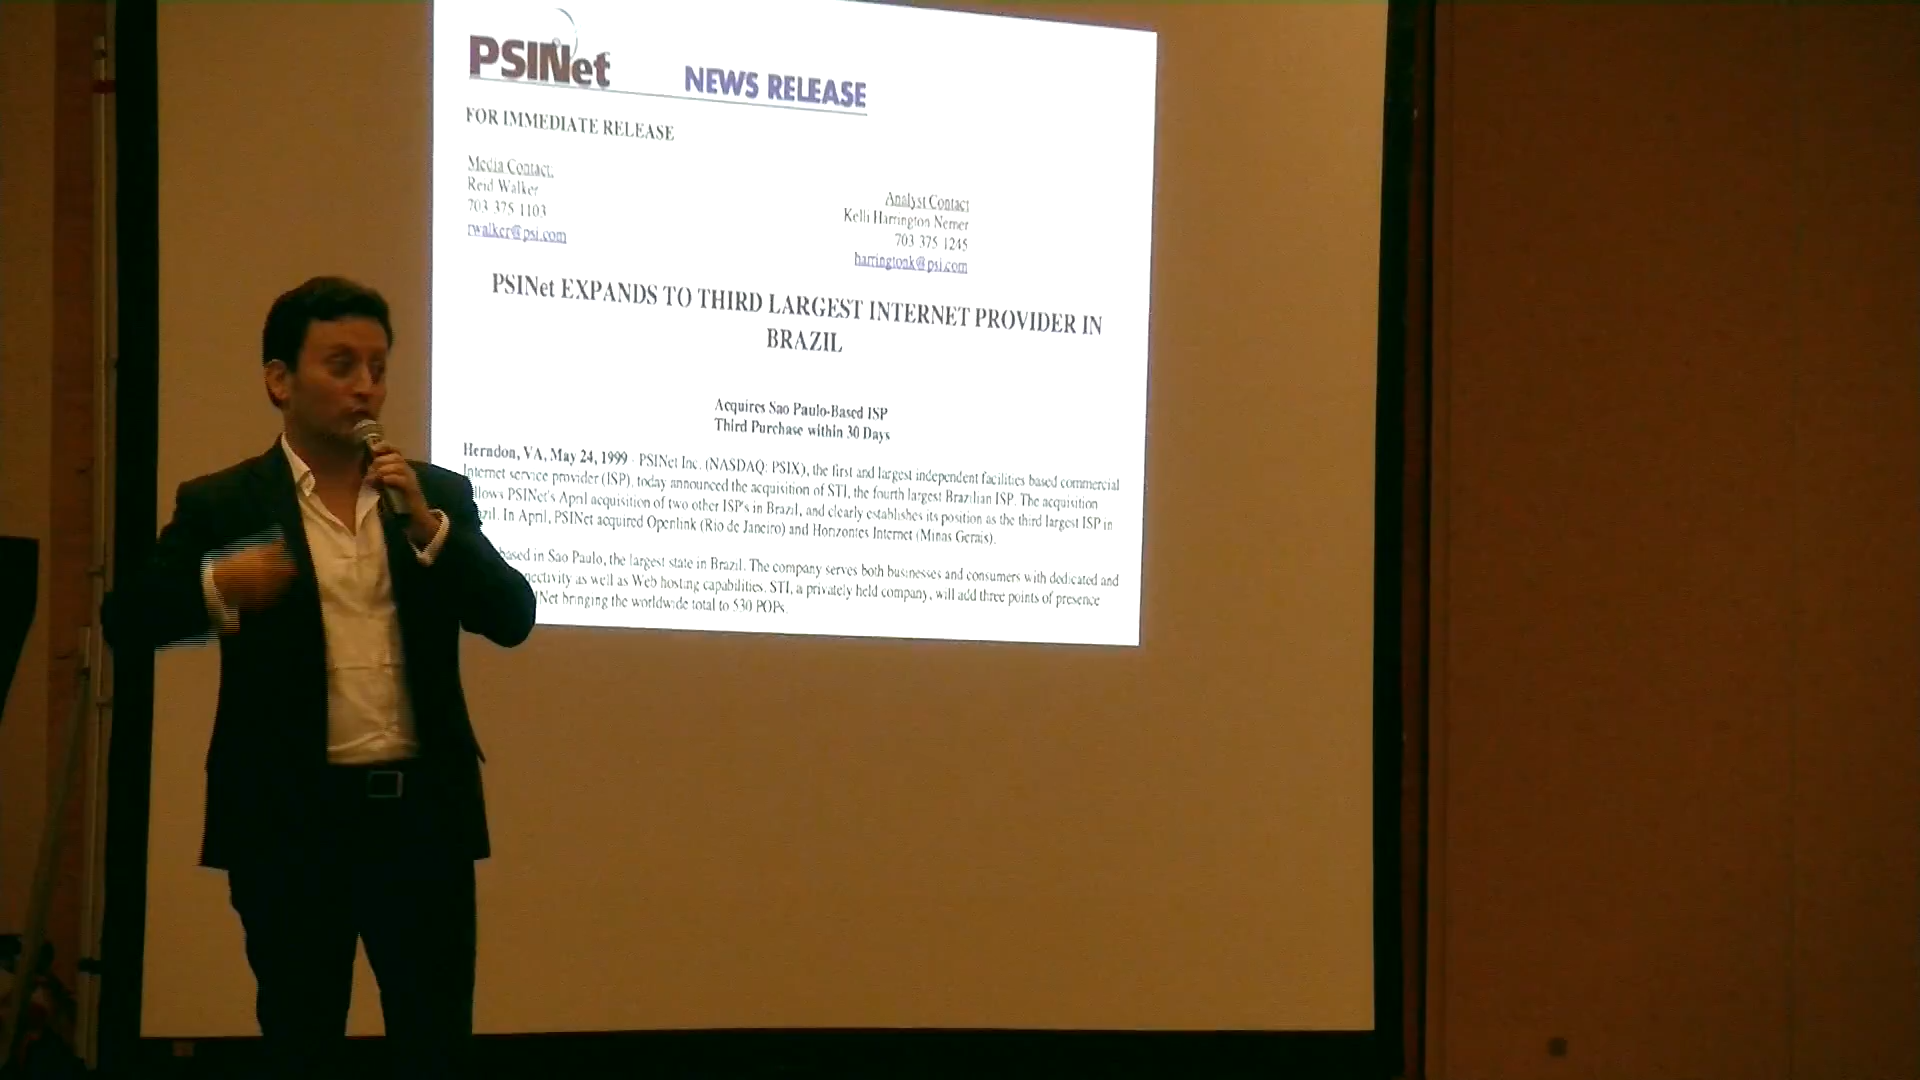 PSINet
NEWS RELEASE
FOR IMMEDIATE RELEASE
Media Contact:
Reid Walker
703 375 1103
rwalker@psi.com
Analyst Contact
Kelli Harrington Nemer
703 375 1245
harringtonk@psi.com
PSINet EXPANDS TO THIRD LARGEST INTERNET PROVIDER IN
BRAZIL
Acquires Sao Paulo-Based ISP
Third Purchase within 30 Days
Herndon, VA, May 24, 1999 - PSINet Inc. (NASDAQ: PSIX), the first and largest independent facilities based commercial
Internet service provider (ISP), today announced the acquisition of STI, the fourth largest Brazilian ISP. The acquisition
llows PSINet's April acquisition of two other ISP's in Brazil, and clearly establishes its position as the third largest ISP in
zil. In April, PSINet acquired Openlink (Rio de Janeiro) and Horizontes Internet (Minas Gerais).
based in Sao Paulo, the largest state in Brazil. The company serves both businesses and consumers with dedicated and
nectivity as well as Web hosting capabilities. STI, a privately held company, will add three points of presence
INet bringing the worldwide total to 530 POPs.